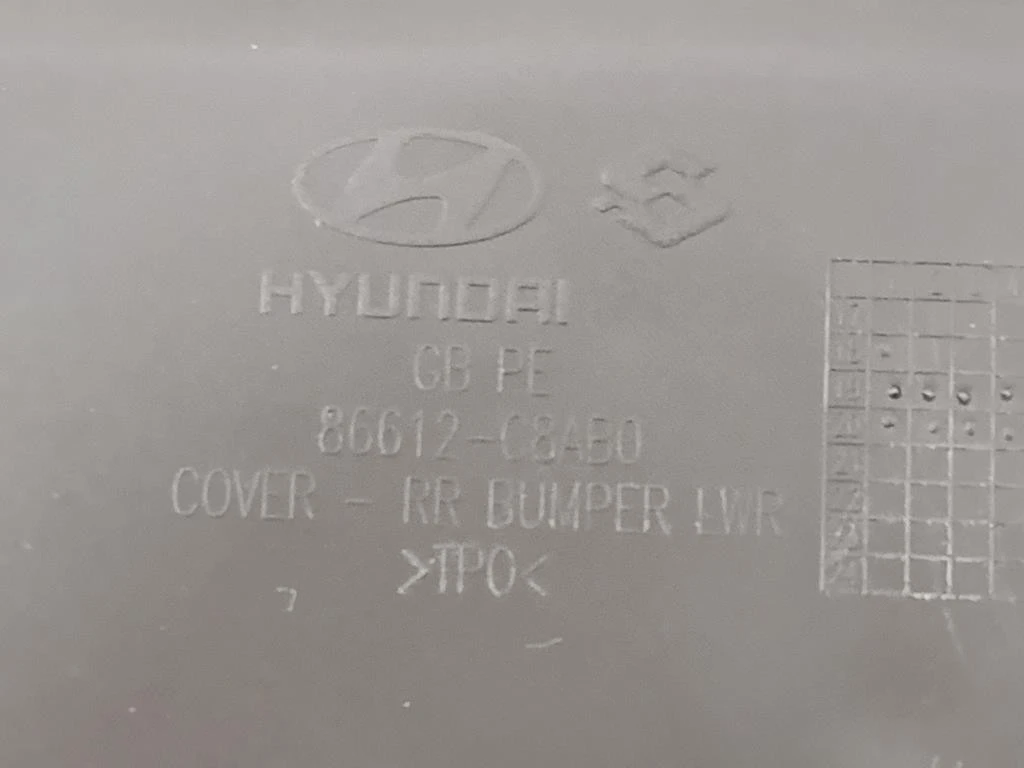 HYUNDAI
GB PE
86612-C8AB0
COVER - RR BUMPER LWR
>TPO<